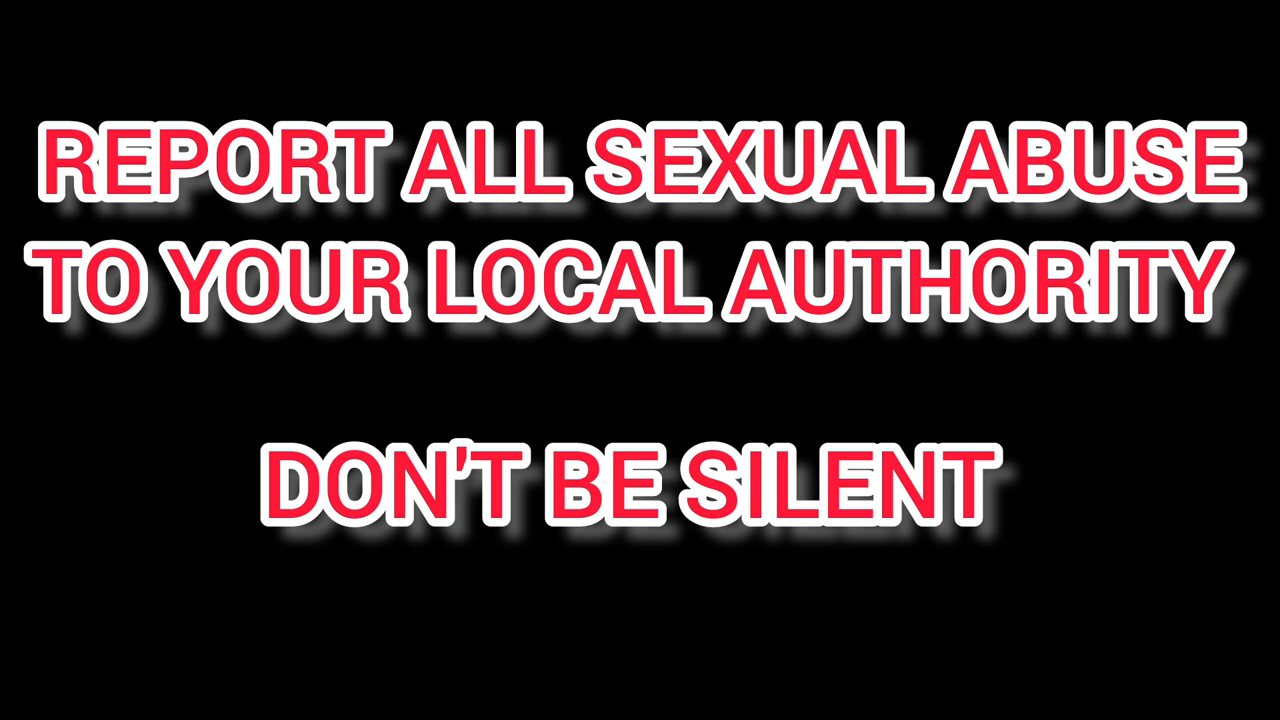 REPORT ALL SEXUAL ABUSE
TO YOUR LOCAL AUTHORITY
DON'T BE SILENT